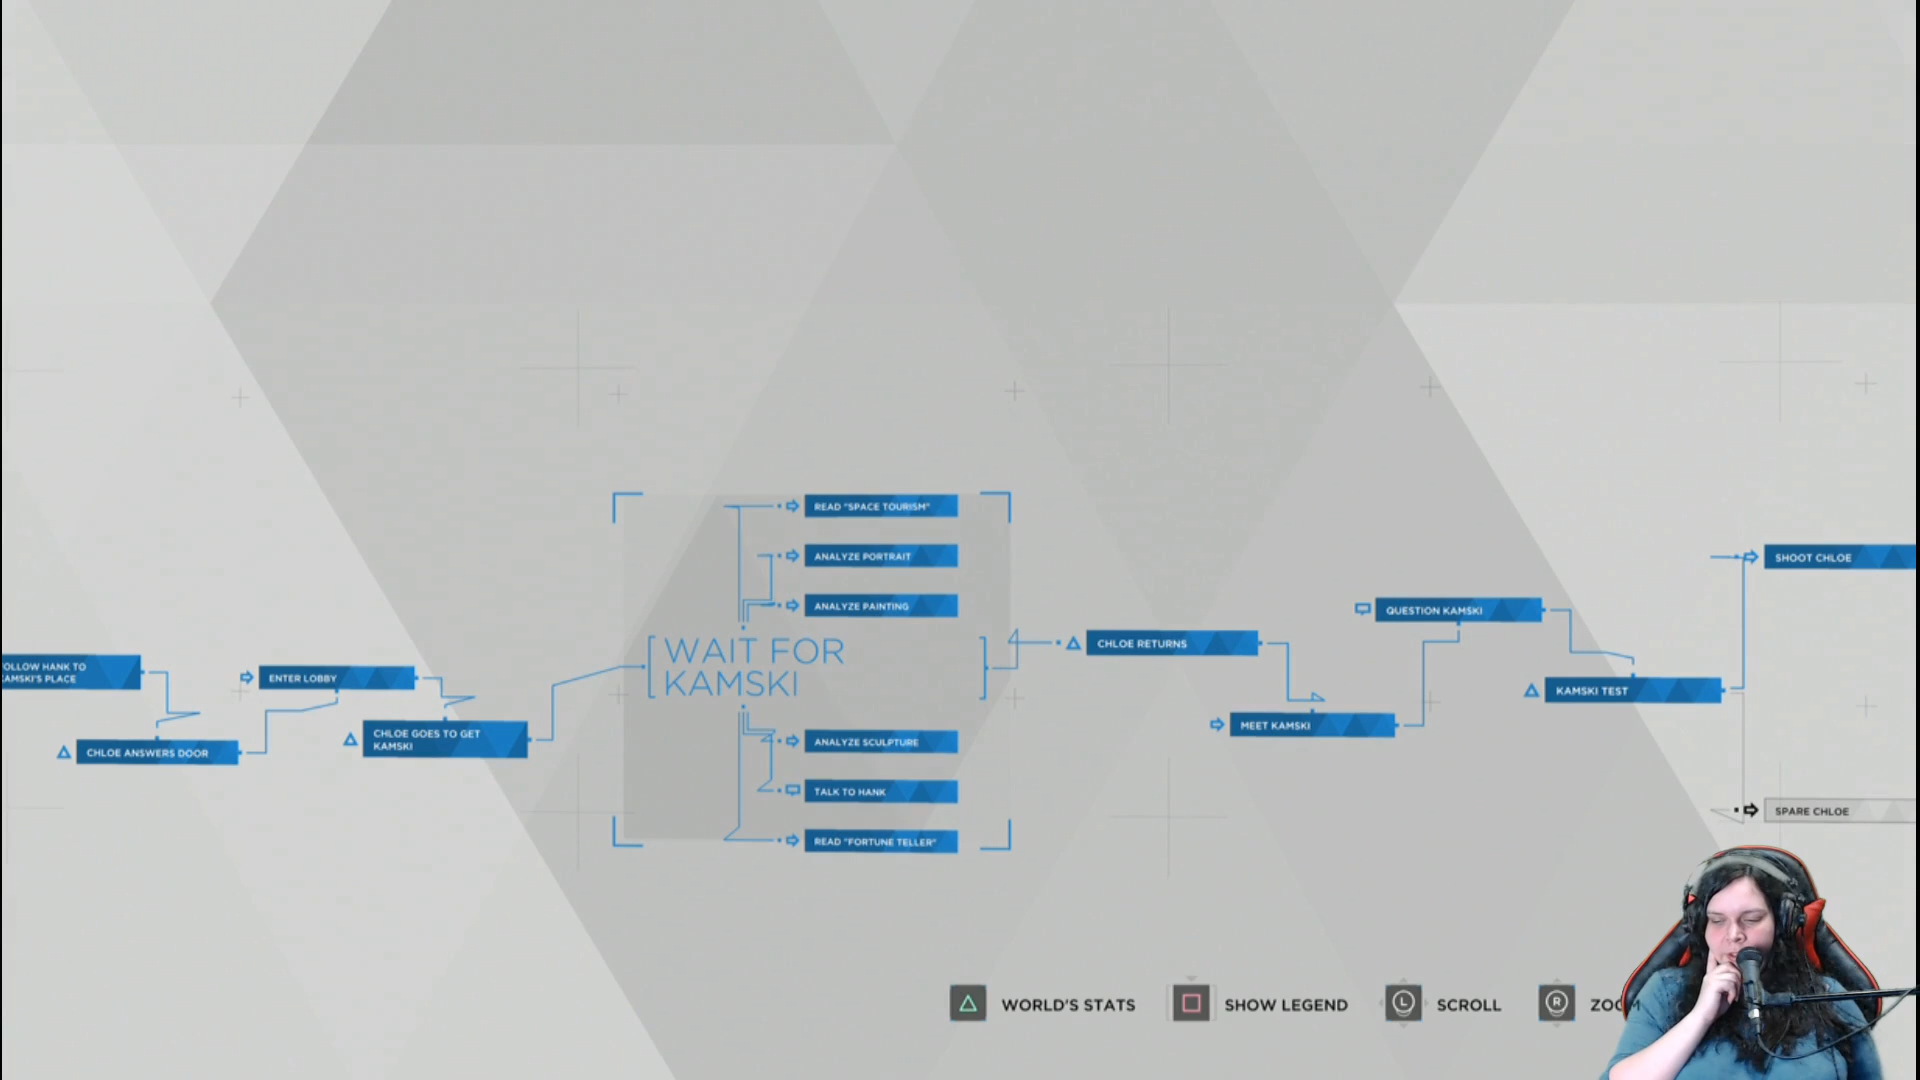 READ "SPACE TOURISM"
ANALYZE PORTRAIT
ANALYZE PAINTING
WAIT FOR
KAMSKI
ANALYZE SCULPTURE
TALK TO HANK
READ "FORTUNE TELLER"
OLLOW HANK TO
KAMSKI'S PLACE
CHLOE ANSWERS DOOR
ENTER LOBBY
CHLOE GOES TO GET
KAMSKI
CHLOE RETURNS
MEET KAMSKI
QUESTION KAMSKI
KAMSKI TEST
SHOOT CHLOE
SPARE CHLOE
WORLD'S STATS
SHOW LEGEND
L SCROLL
R ZOOM